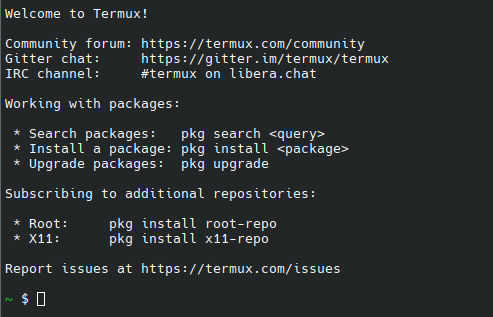 Welcome to Termux!
Community forum: https://termux.com/community
Gitter chat:     https://gitter.im/termux/termux
IRC channel:     #termux on libera.chat
Working with packages:
 * Search packages:   pkg search <query>
 * Install a package: pkg install <package>
 * Upgrade packages:  pkg upgrade
Subscribing to additional repositories:
 * Root:     pkg install root-repo
 * X11:      pkg install x11-repo
Report issues at https://termux.com/issues
~ $